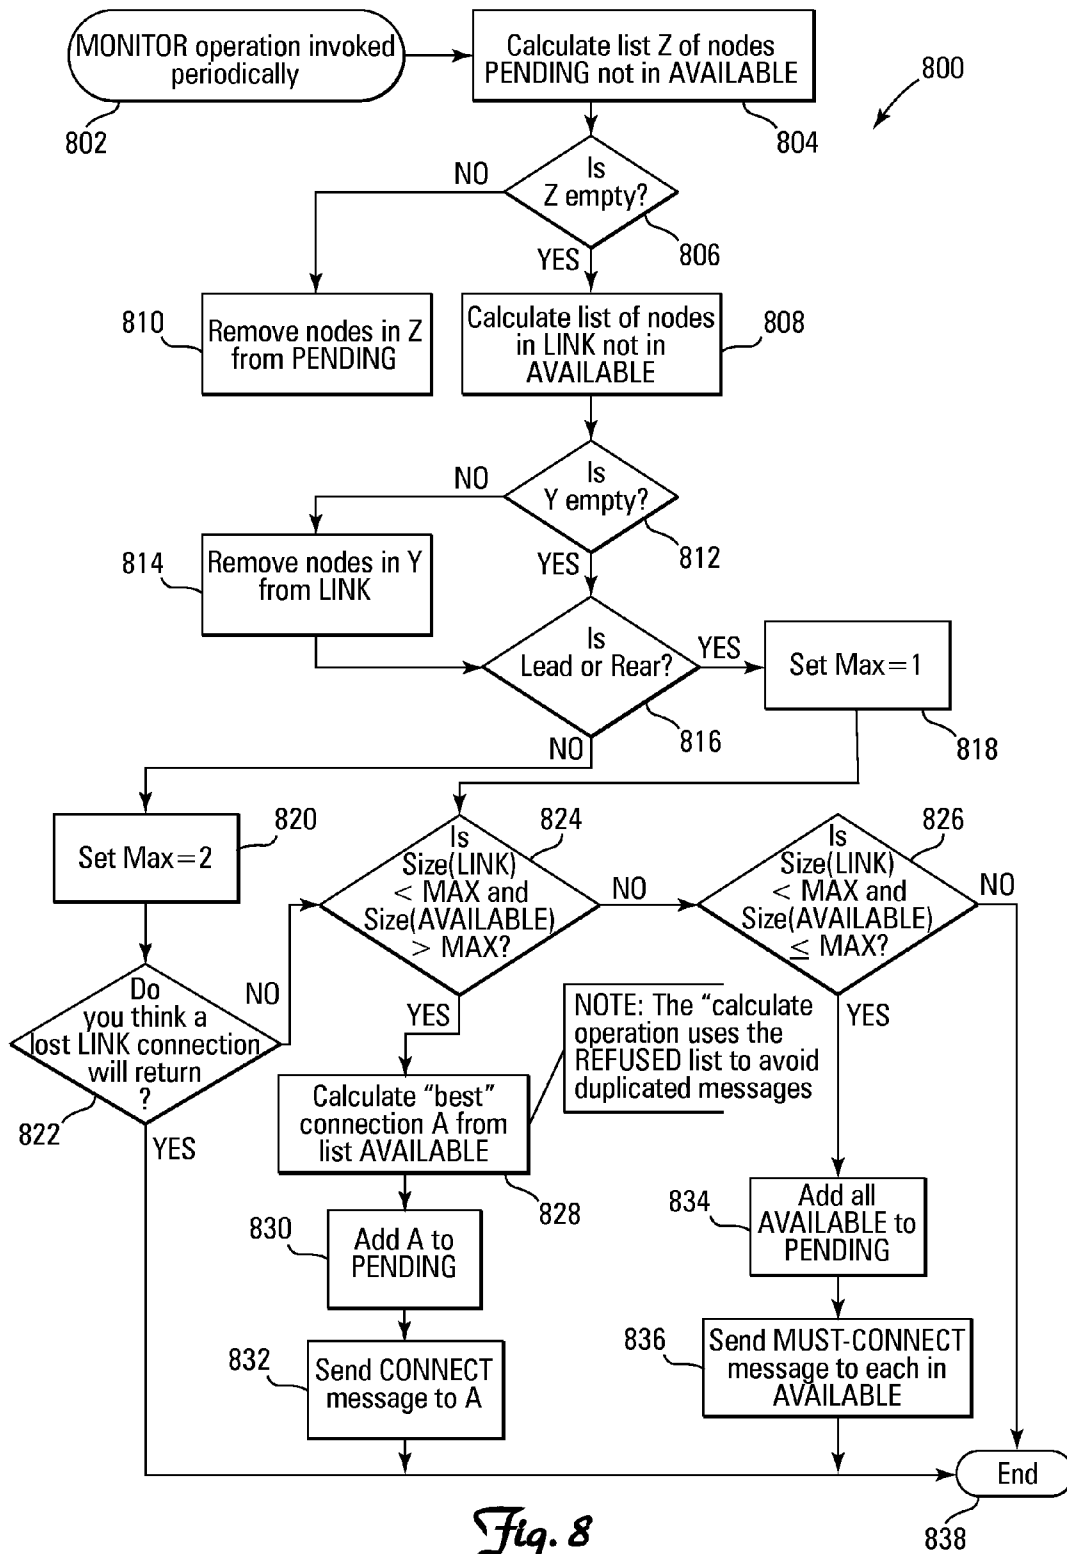 MONITOR operation invoked
periodically
802
Calculate list Z of nodes
PENDING not in AVAILABLE
804
800
Is
Z empty?
806
NO
YES
810
Remove nodes in Z
from PENDING
Calculate list of nodes
in LINK not in
AVAILABLE
808
Is
Y empty?
812
NO
YES
814
Remove nodes in Y
from LINK
Is
Lead or Rear?
816
YES
NO
Set Max=1
818
Set Max=2
820
Do
you think a
lost LINK connection
will return
?
822
NO
YES
Is
Size(LINK)
< MAX and
Size(AVAILABLE)
> MAX?
824
NO
YES
Is
Size(LINK)
< MAX and
Size(AVAILABLE)
≤ MAX?
826
NO
YES
NOTE: The “calculate
operation uses the
REFUSED list to avoid
duplicated messages
Calculate “best”
connection A from
list AVAILABLE
828
830
Add A to
PENDING
832
Send CONNECT
message to A
834
Add all
AVAILABLE to
PENDING
836
Send MUST-CONNECT
message to each in
AVAILABLE
End
838
Fig. 8